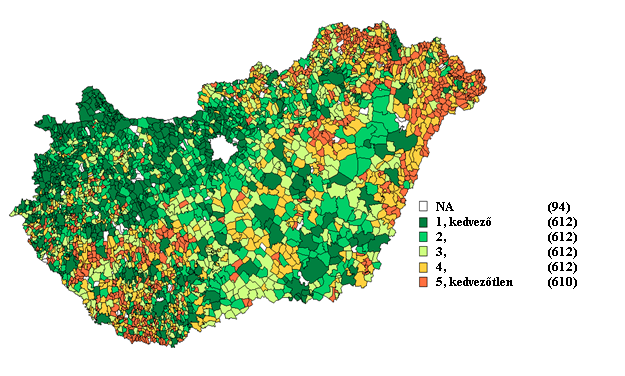 NA (94)
1, kedvező (612)
2, (612)
3, (612)
4, (612)
5, kedvezőtlen (610)